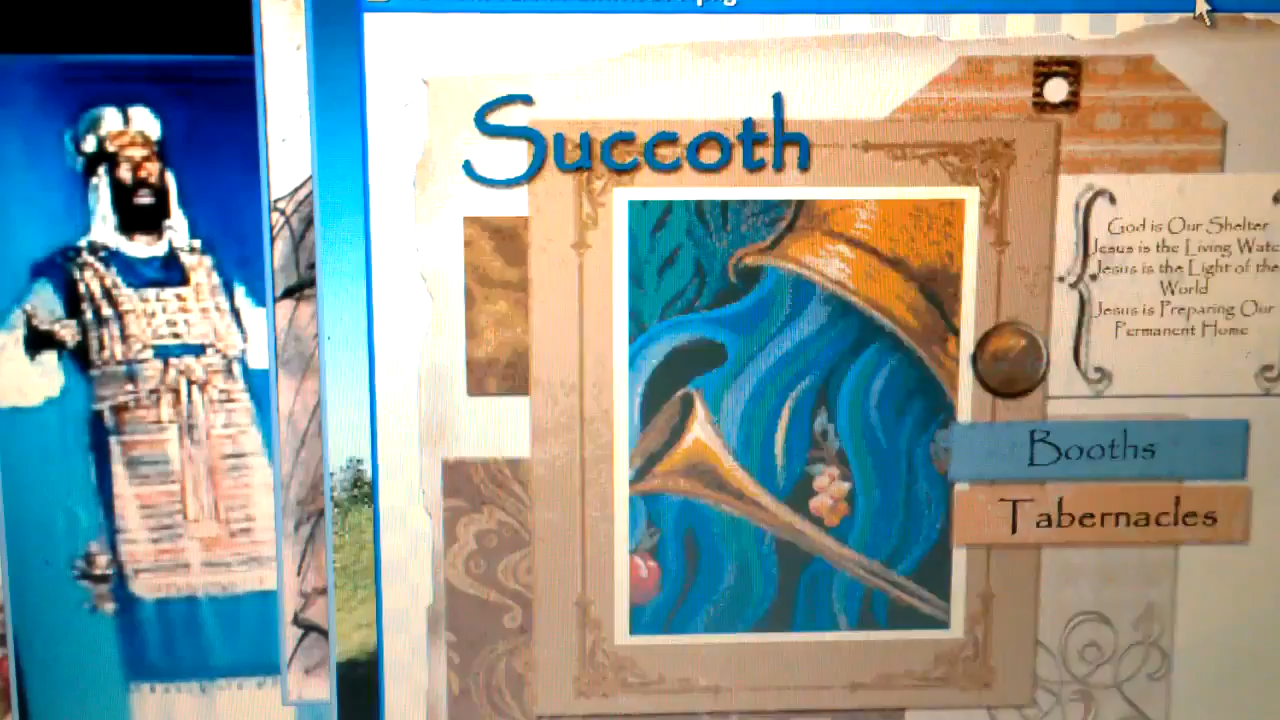 Succoth
God is Our Shelter
Jesus is the Living
Jesus is the Light of the
World
Jesus is Preparing Our
Permanent Home
Booths
Tabernacles